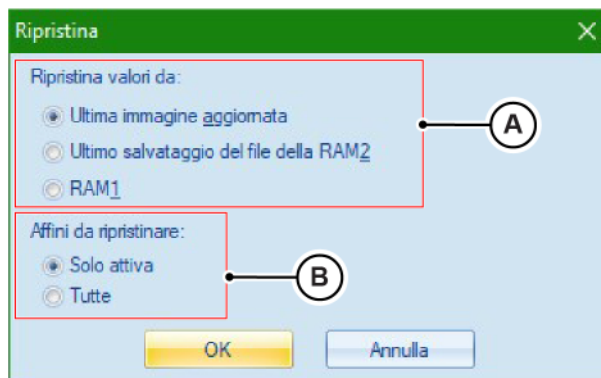 Ripristina
Ripristina valori da:
Ultima immagine aggiornata
Ultimo salvataggio del file della RAM2
RAM1
A
Affini da ripristinare:
Solo attiva
Tutte
B
OK Annulla